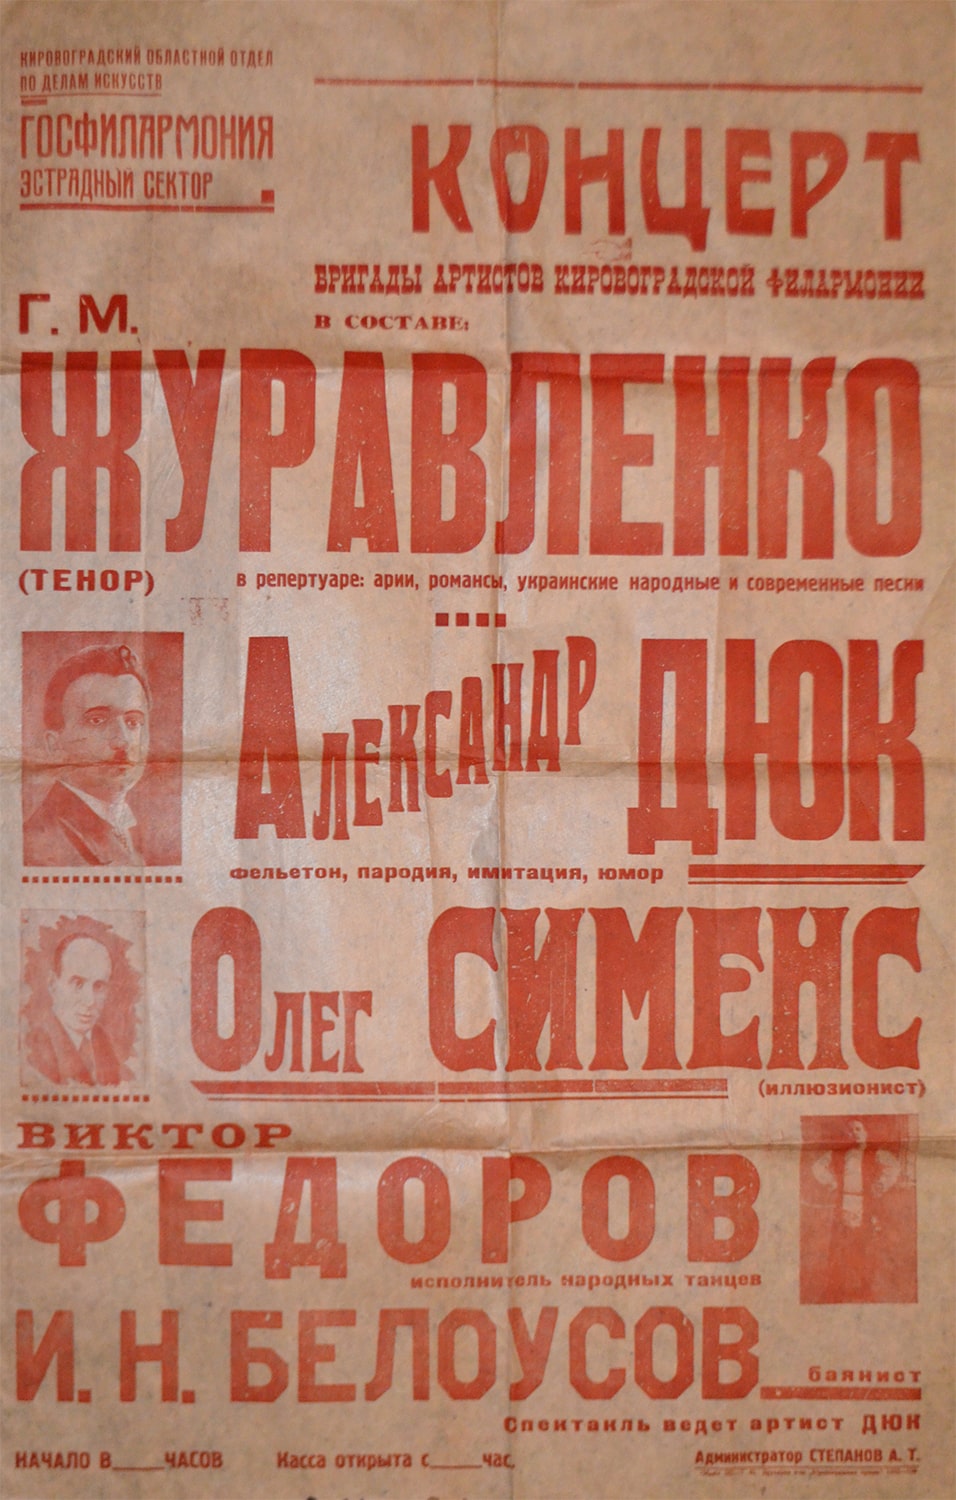 КИРОВОГРАДСКИЙ ОБЛАСТНОЙ ОТДЕЛ
ПО ДЕЛАМ ИСКУССТВ
ГОСФИЛАРМОНИЯ
ЭСТРАДНЫЙ СЕКТОР
КОНЦЕРТ
БРИГАДЫ АРТИСТОВ КИРОВОГРАДСКОЙ ФИЛАРМОНИИ
В СОСТАВЕ:
Г. М.
ЖУРАВЛЕНКО
(ТЕНОР)
в репертуаре: арии, романсы, украинские народные и современные песни
Александр ДЮК
фельетон, пародия, имитация, юмор
Олег СИМЕНС
(иллюзионист)
ВИКТОР
ФЕДОРОВ
исполнитель народных танцев
И. Н. БЕЛОУСОВ
баянист
Спектакль ведет артист ДЮК
НАЧАЛО В____ЧАСОВ
Касса открыта с____час.
Администратор СТЕПАНОВ А. Т.